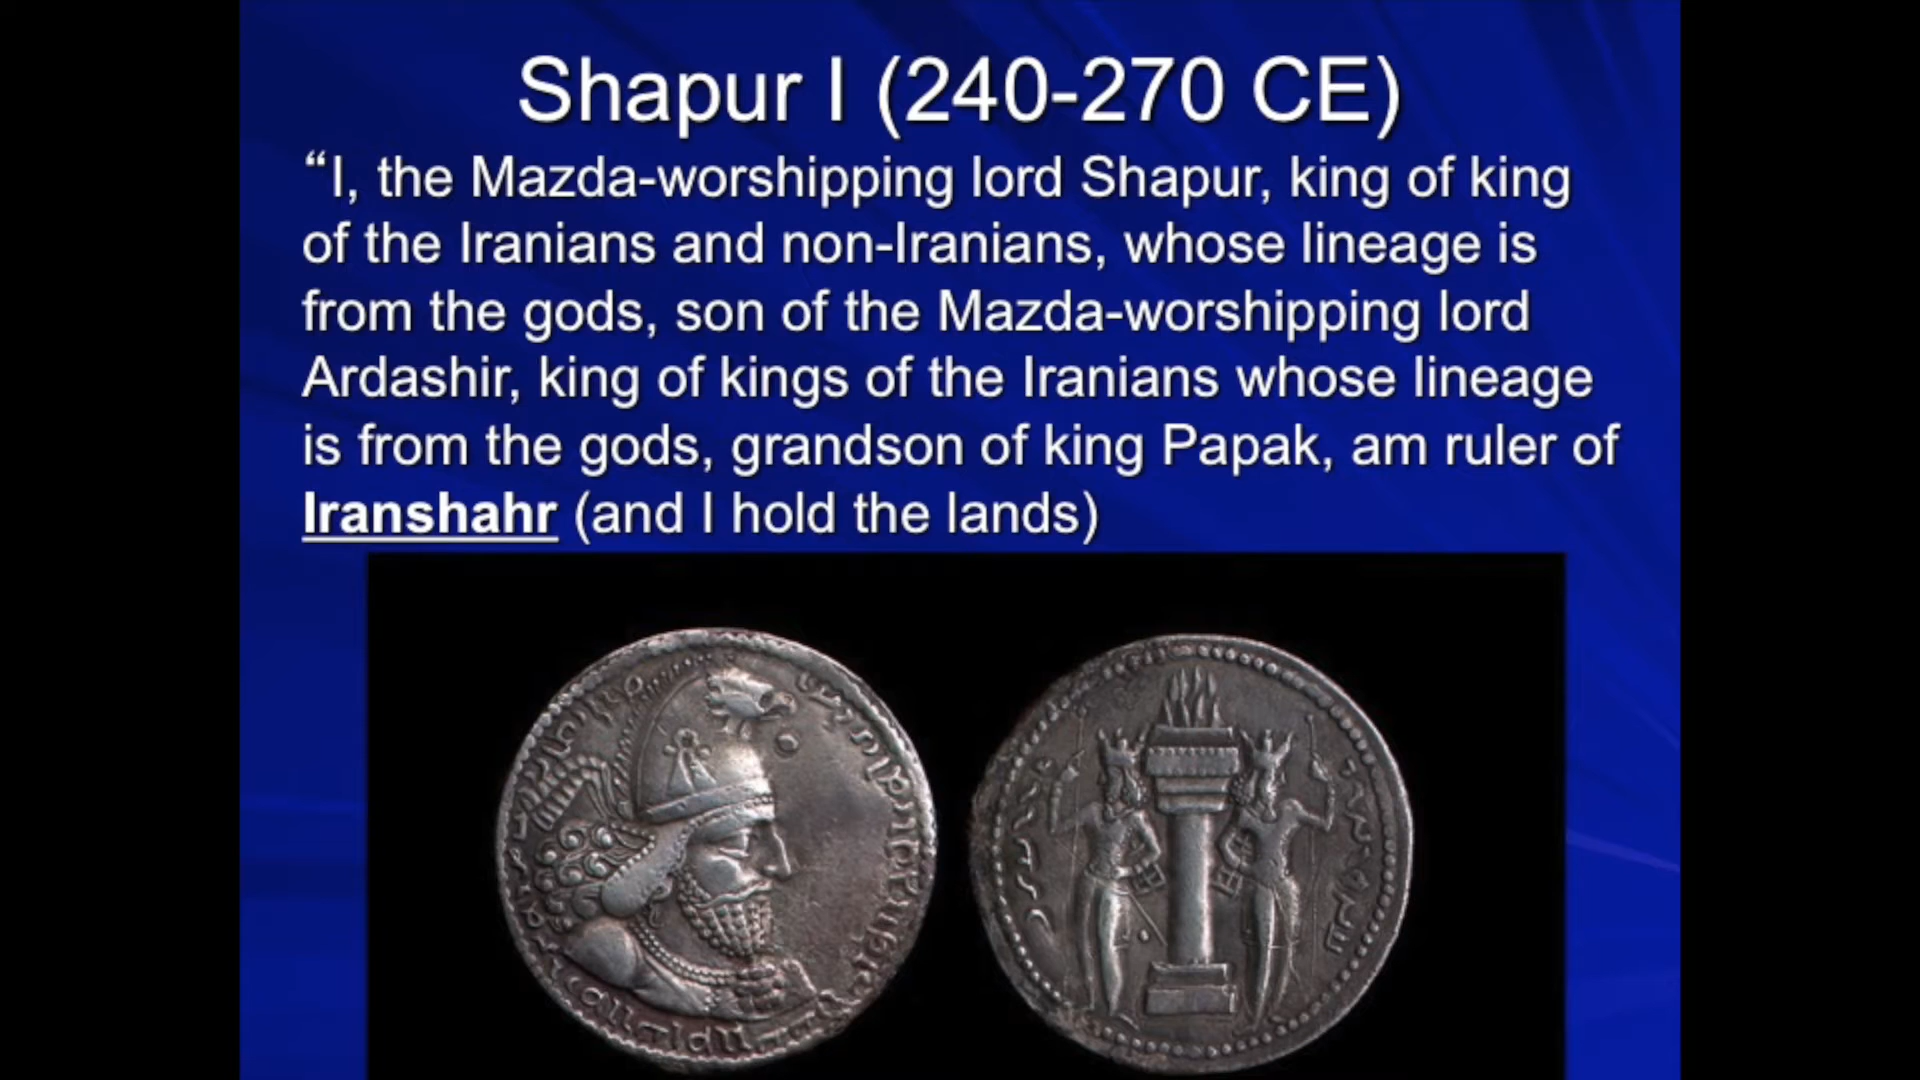 Shapur I (240-270 CE)
“I, the Mazda-worshipping lord Shapur, king of king
of the Iranians and non-Iranians, whose lineage is
from the gods, son of the Mazda-worshipping lord
Ardashir, king of kings of the Iranians whose lineage
is from the gods, grandson of king Papak, am ruler of
Iranshahr (and I hold the lands)